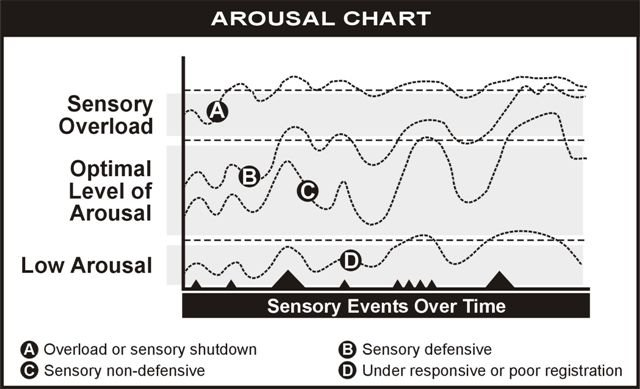 AROUSAL CHART
Sensory
Overload
A
Optimal
Level of
Arousal
B
C
Low Arousal
D
Sensory Events Over Time
A Overload or sensory shutdown
B Sensory defensive
C Sensory non-defensive
D Under responsive or poor registration